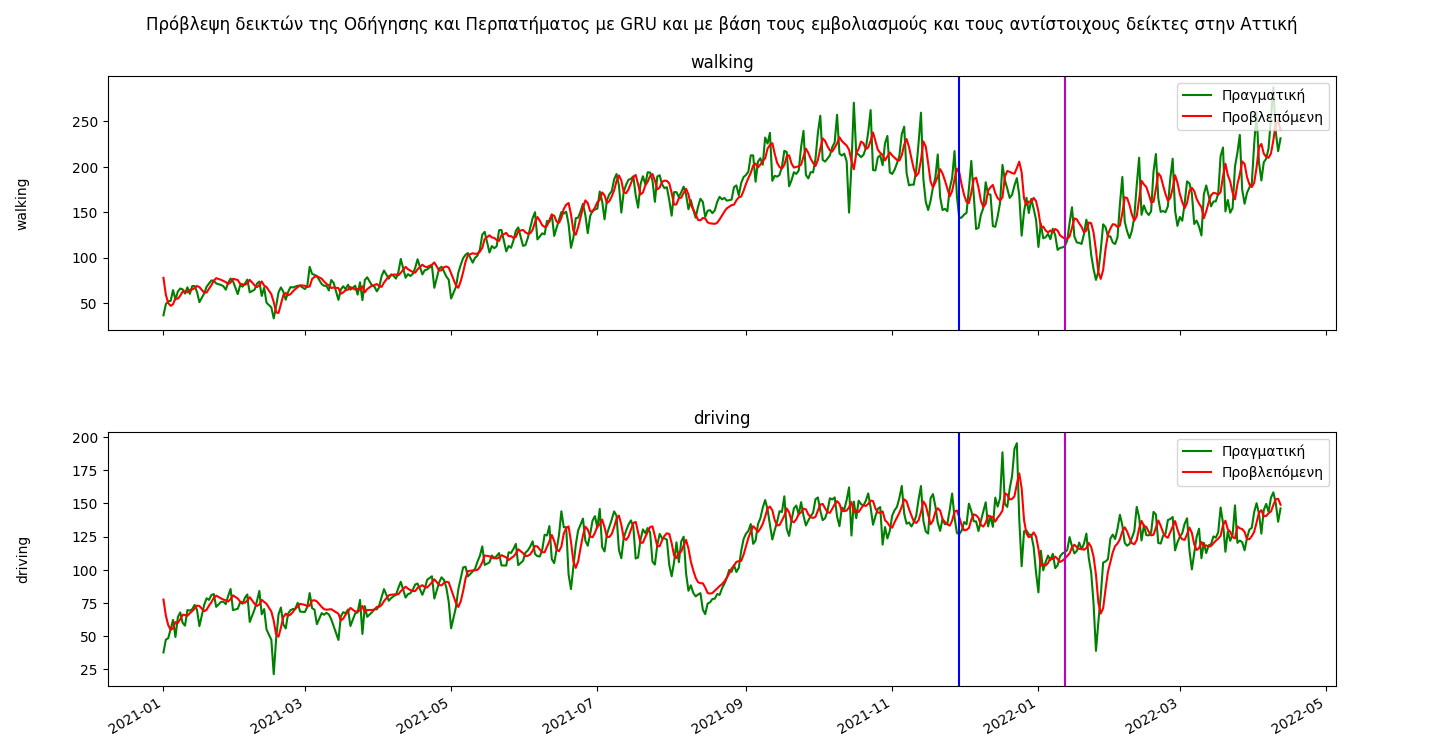 Πρόβλεψη δεικτών της Οδήγησης και Περπατήματος με GRU και με βάση τους εμβολιασμούς και τους αντίστοιχους δείκτες στην Αττική
walking
Πραγματική
Προβλεπόμενη
walking
250
200
150
100
50
driving
Πραγματική
Προβλεπόμενη
driving
200
175
150
125
100
75
50
25
2021-01
2021-03
2021-05
2021-07
2021-09
2021-11
2022-01
2022-03
2022-05